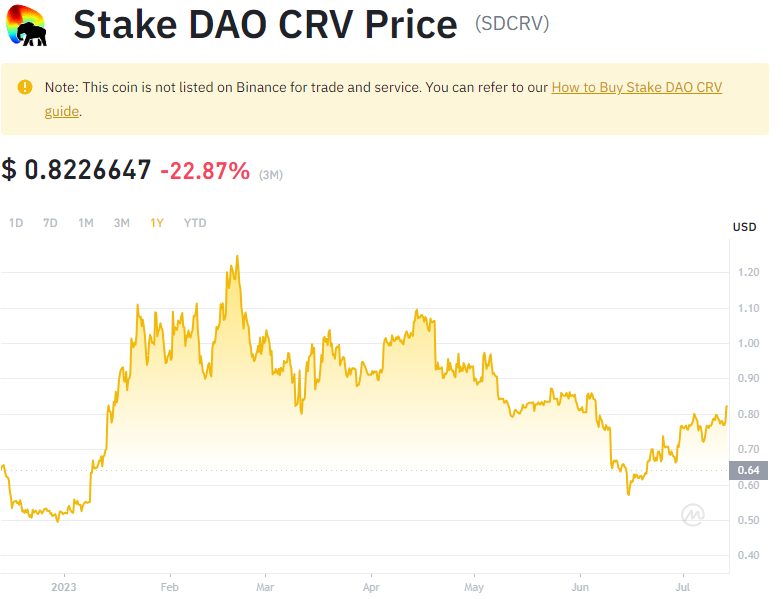 Stake DAO CRV Price (SDCRV)
Note: This coin is not listed on Binance for trade and service. You can refer to our How to Buy Stake DAO CRV
guide.
$ 0.8226647 -22.87% (3M)
1D 7D 1M 3M 1Y YTD
USD
1.20
1.10
1.00
0.90
0.80
0.70
0.64
0.60
0.50
0.40
2023 Feb Mar Apr May Jun Jul